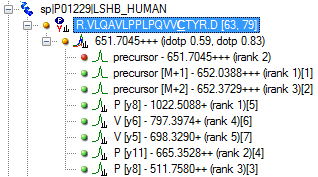 sp|P01229|LSHB_HUMAN
R.VLQAVLPPLPQVVCTYR.D [63, 79]
651.7045+++ (idotp 0.59, dotp 0.83)
precursor - 651.7045+++ (rank 2)
precursor [M+1] - 652.0388+++ (rank 1)[1]
precursor [M+2] - 652.3729+++ (rank 3)[2]
P [y8] - 1022.5088+ (rank 1)[5]
V [y6] - 797.3974+ (rank 4)[6]
V [y5] - 698.3290+ (rank 5)[7]
P [y11] - 665.3528++ (rank 2)[4]
P [y8] - 511.7580++ (rank 3)[3]